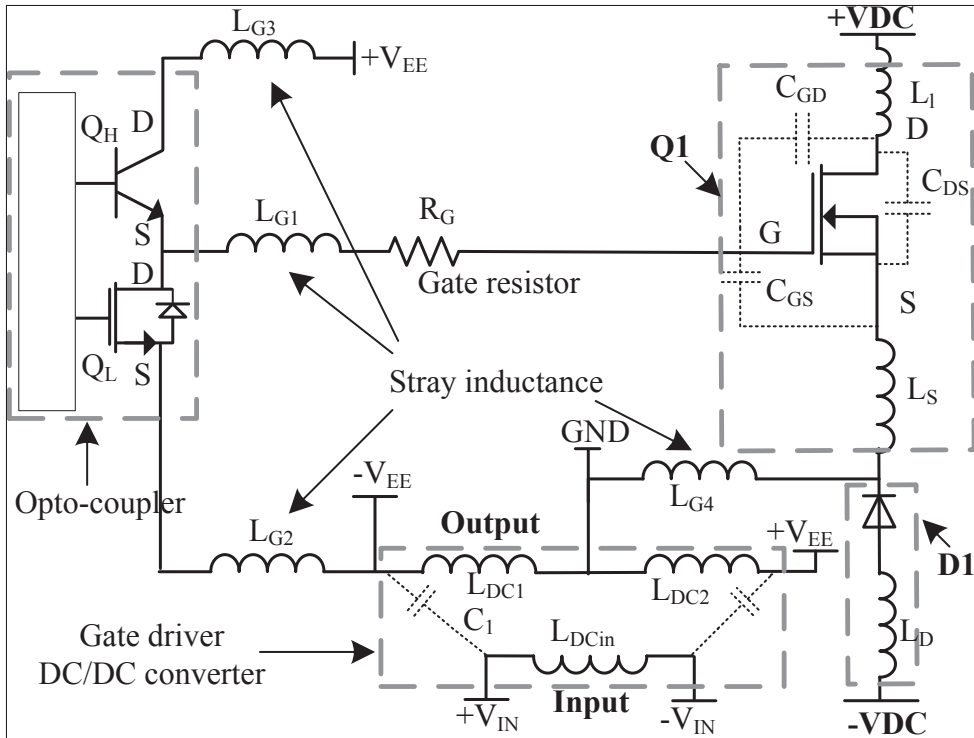 L_G3
+V_EE
+VDC
L_l
D
C_GD
Q1
C_DS
G
C_GS
S
L_S
Q_H
D
S
L_G1
R_G
Gate resistor
D
Q_L
S
Stray inductance
Opto-coupler
GND
-V_EE
L_G2
Output
L_G4
+V_EE
D1
L_DC1
L_DC2
C_1
L_DCin
L_D
Gate driver
DC/DC converter
Input
+V_IN
-V_IN
-VDC